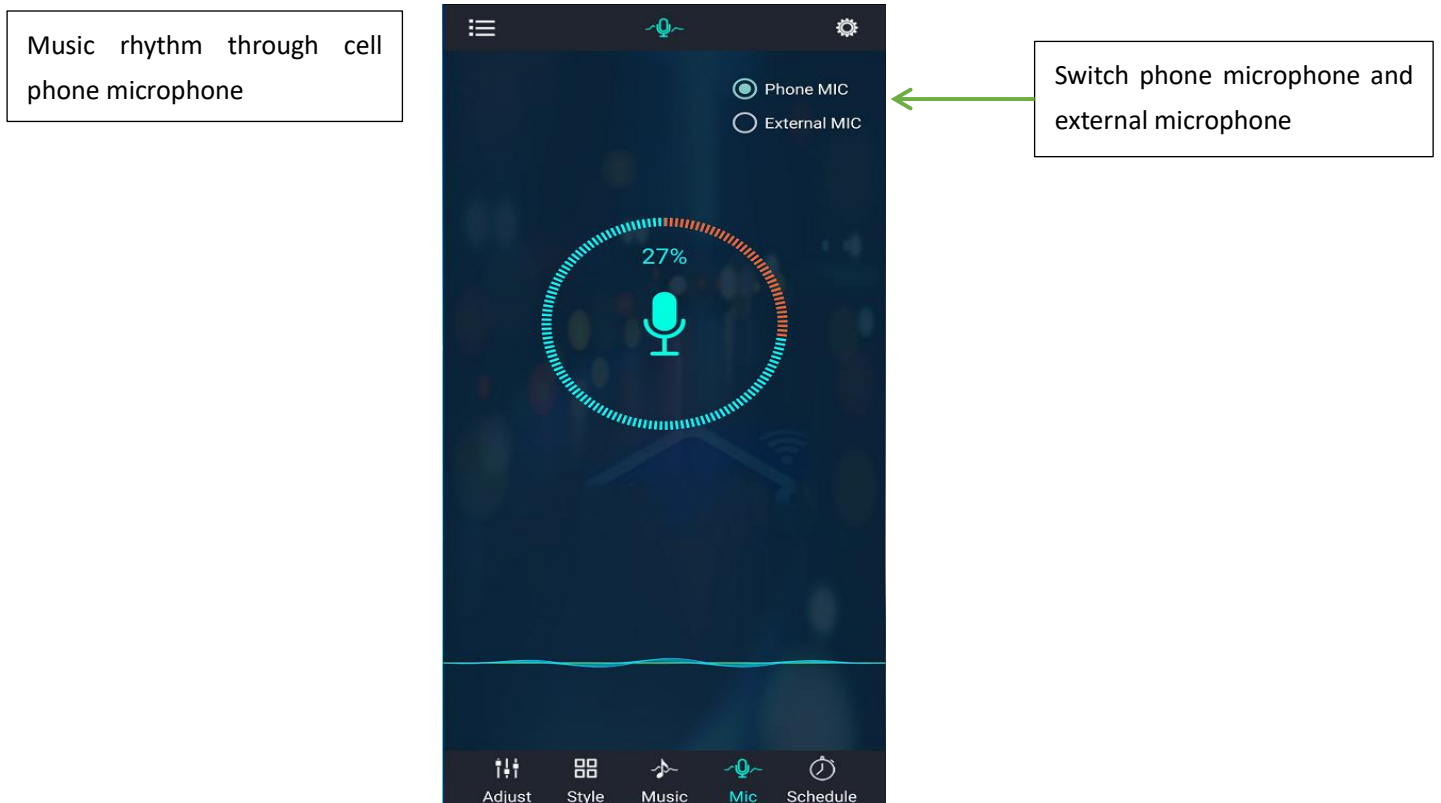 Music rhythm through cell
phone microphone
Phone MIC
External MIC
Switch phone microphone and
external microphone
27%
Adjust Style Music Mic Schedule